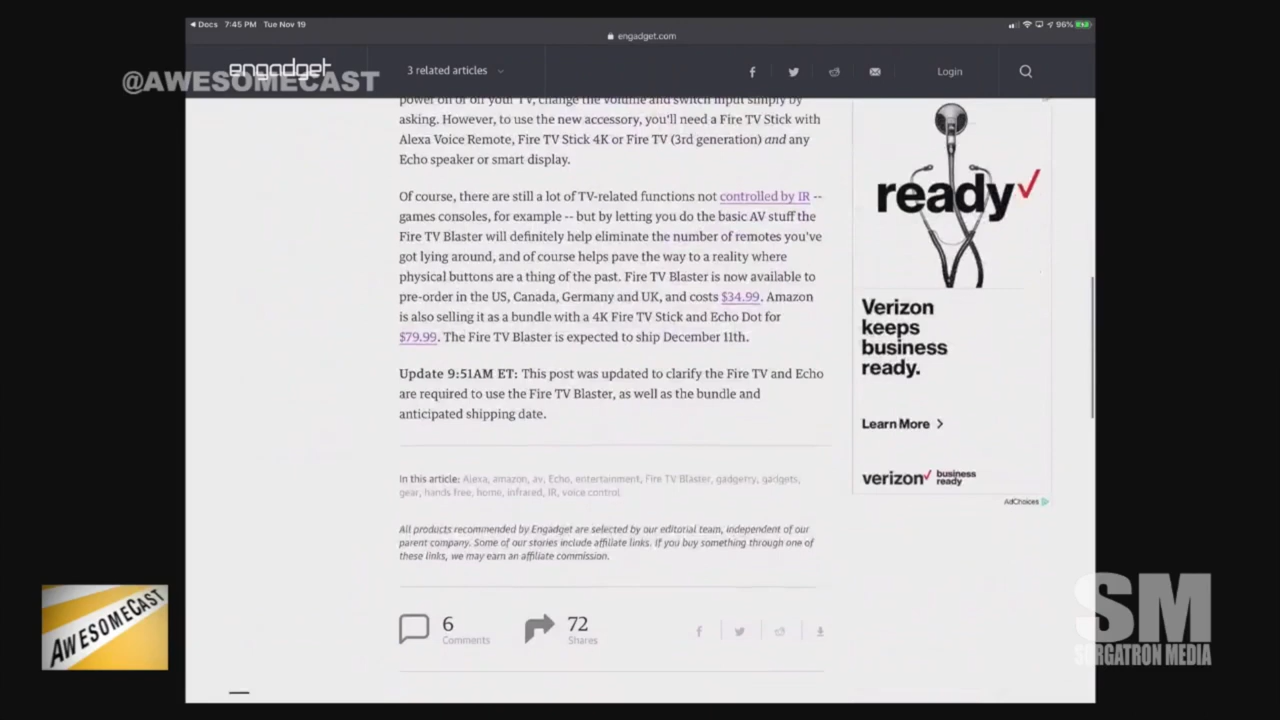 Docs 7:45 PM Tue Nov 19
96%
engadget.com
engadget
3 related articles
Login
@AWESOMECAST
power on or off your TV, change the volume and switch input simply by
asking. However, to use the new accessory, you'll need a Fire TV Stick with
Alexa Voice Remote, Fire TV Stick 4K or Fire TV (3rd generation) and any
Echo speaker or smart display.
Of course, there are still a lot of TV-related functions not controlled by IR --
games consoles, for example -- but by letting you do the basic AV stuff the
Fire TV Blaster will definitely help eliminate the number of remotes you've
got lying around, and of course helps pave the way to a reality where
physical buttons are a thing of the past. Fire TV Blaster is now available to
pre-order in the US, Canada, Germany and UK, and costs $34.99. Amazon
is also selling it as a bundle with a 4K Fire TV Stick and Echo Dot for
$79.99. The Fire TV Blaster is expected to ship December 11th.
Update 9:51AM ET: This post was updated to clarify the Fire TV and Echo
are required to use the Fire TV Blaster, as well as the bundle and
anticipated shipping date.
In this article: Alexa, amazon, av, Echo, entertainment, Fire TV Blaster, gadgetry, gadgets,
gear, hands free, home, infrared, IR, voice control
All products recommended by Engadget are selected by our editorial team, independent of our
parent company. Some of our stories include affiliate links. If you buy something through one of
these links, we may earn an affiliate commission.
6
Comments
72
Shares
ready
Verizon
keeps
business
ready.
Learn More >
verizon
business
ready
AdChoices
AWESOMECAST
SM
SORGATRON MEDIA